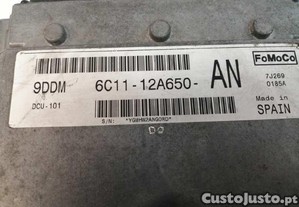 9DDM
6C11-12A650-
AN
DCU-101
S/N:
FoMoCo
7J269
0185A
Made in
SPAIN
CustoJusto.pt